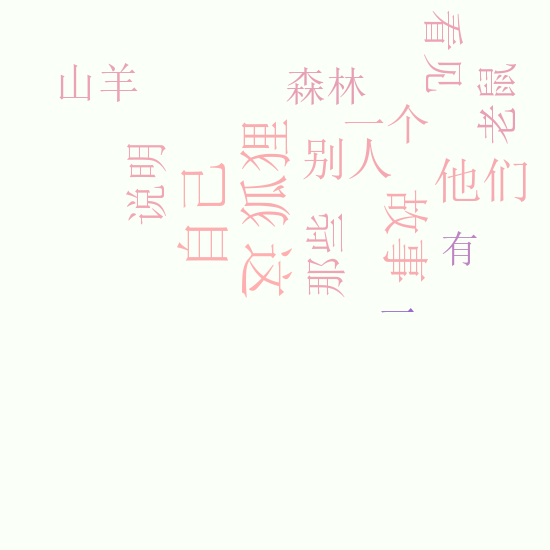 看见
山羊
森林
老鼠
一个
说明
这狐狸
别人
自己
他们
故事
那些
有
一